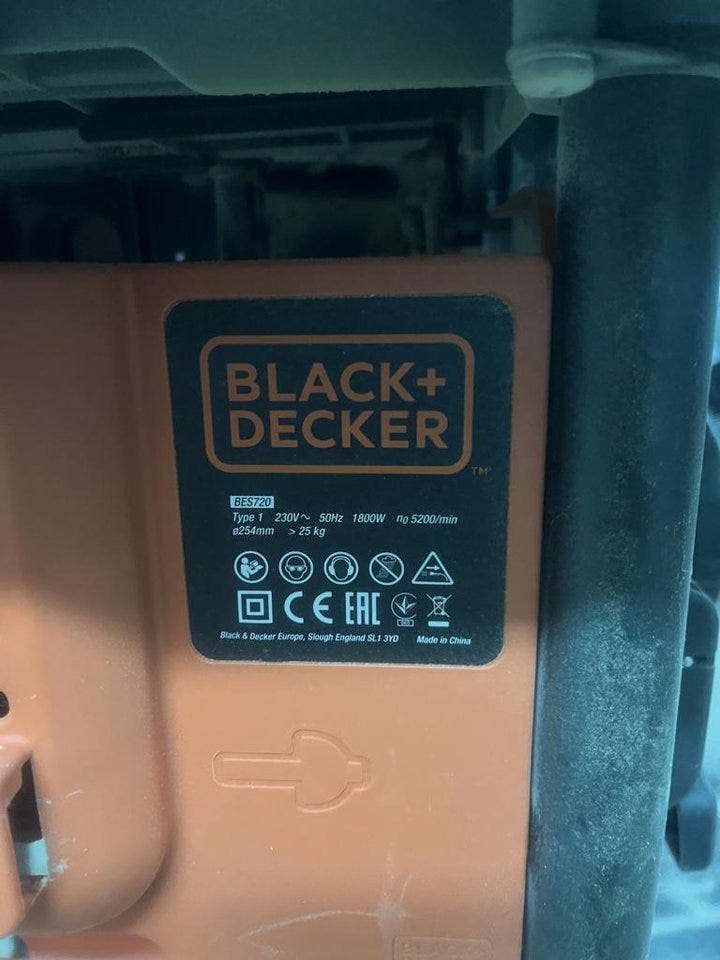 BLACK+
DECKER
TM
BES720
Type 1 230V~ 50Hz 1800W n₀ 5200/min
ø254mm > 25 kg
CE EAC
Black & Decker Europe, Slough England SL1 3YD Made in China
BLACK+